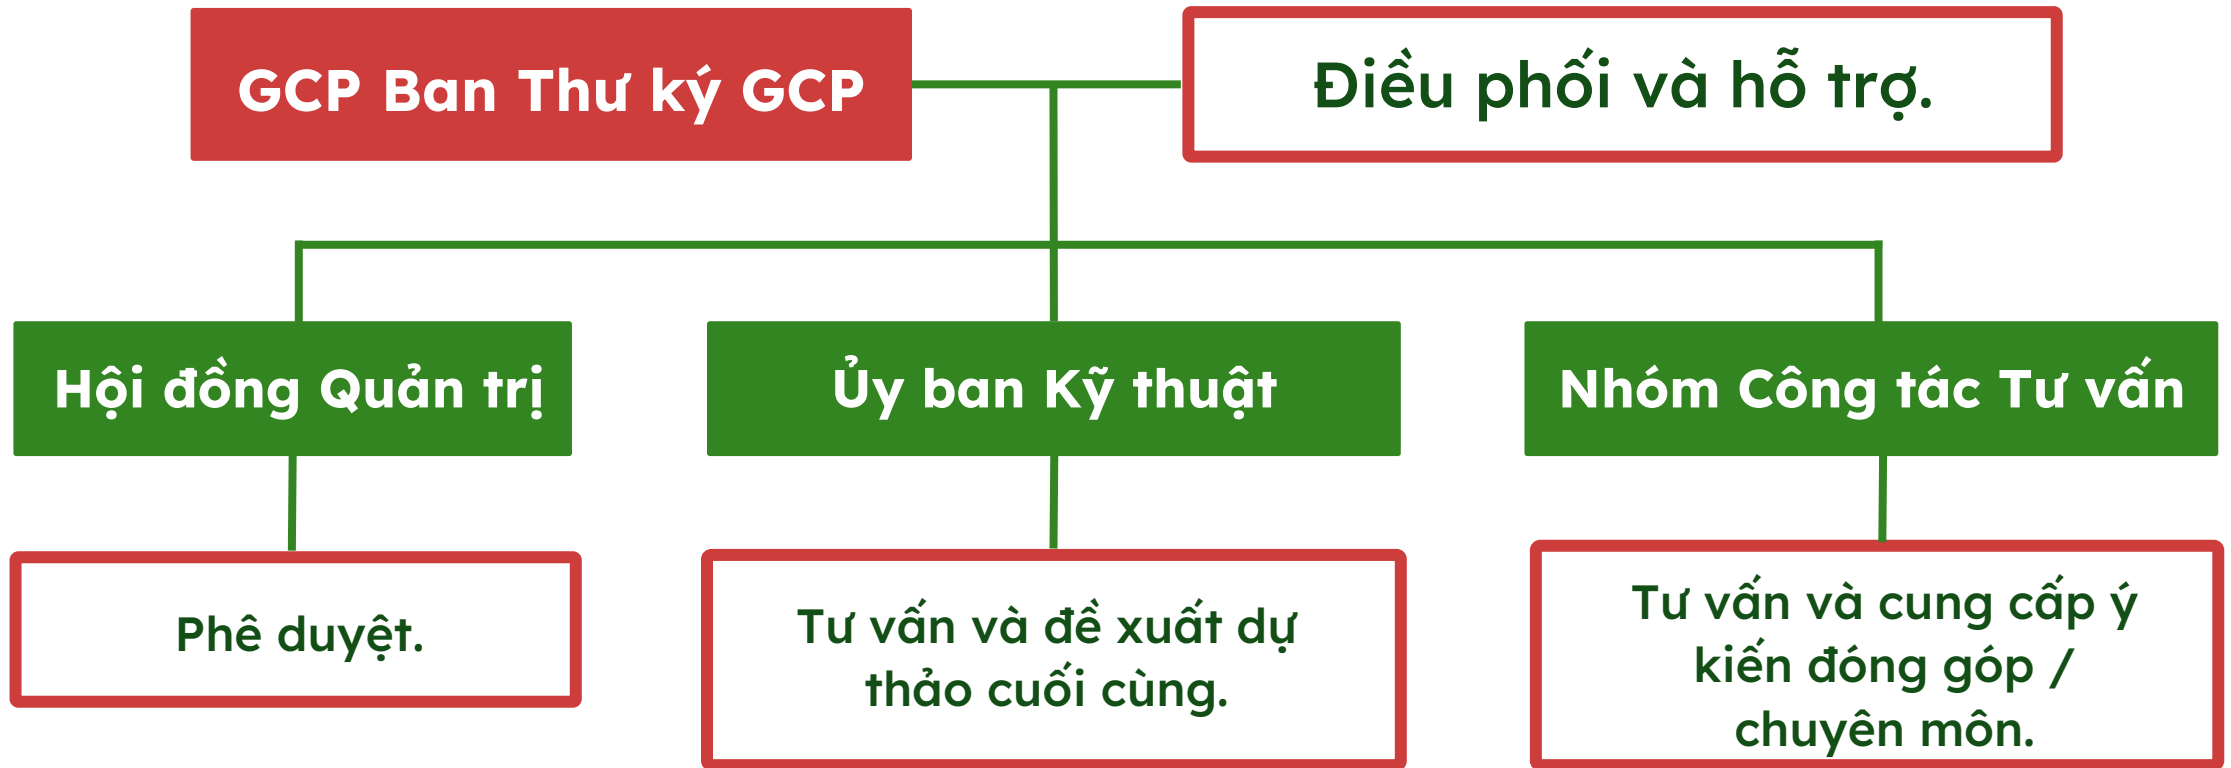 GCP Ban Thư ký GCP
Điều phối và hỗ trợ.
Hội đồng Quản trị
Ủy ban Kỹ thuật
Nhóm Công tác Tư vấn
Phê duyệt.
Tư vấn và đề xuất dự
thảo cuối cùng.
Tư vấn và cung cấp ý
kiến đóng góp /
chuyên môn.